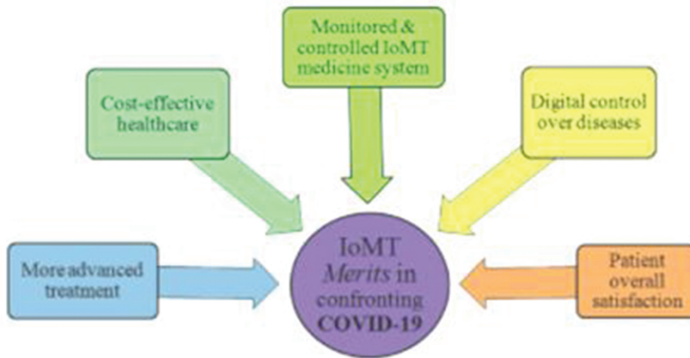 Monitored &
controlled IoMT
medicine system
Cost-effective
healthcare
Digital control
over diseases
More advanced
treatment
IoMT
Merits in
confronting
COVID-19
Patient
overall
satisfaction